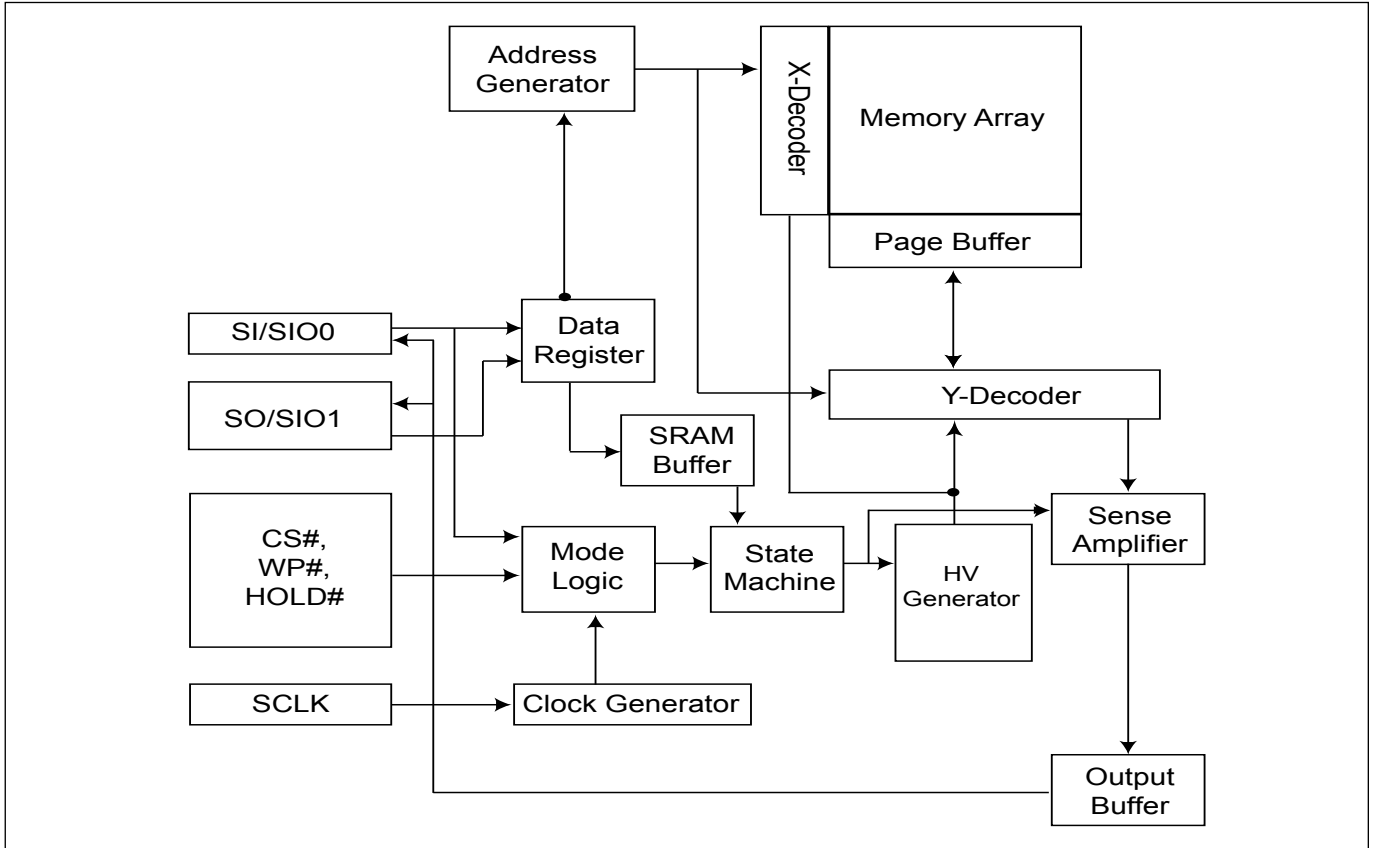 Address
Generator
X-Decoder
Memory Array
Page Buffer
SI/SIO0
Data
Register
SO/SIO1
Y-Decoder
SRAM
Buffer
CS#,
WP#,
HOLD#
Mode
Logic
State
Machine
HV
Generator
Sense
Amplifier
SCLK
Clock Generator
Output
Buffer